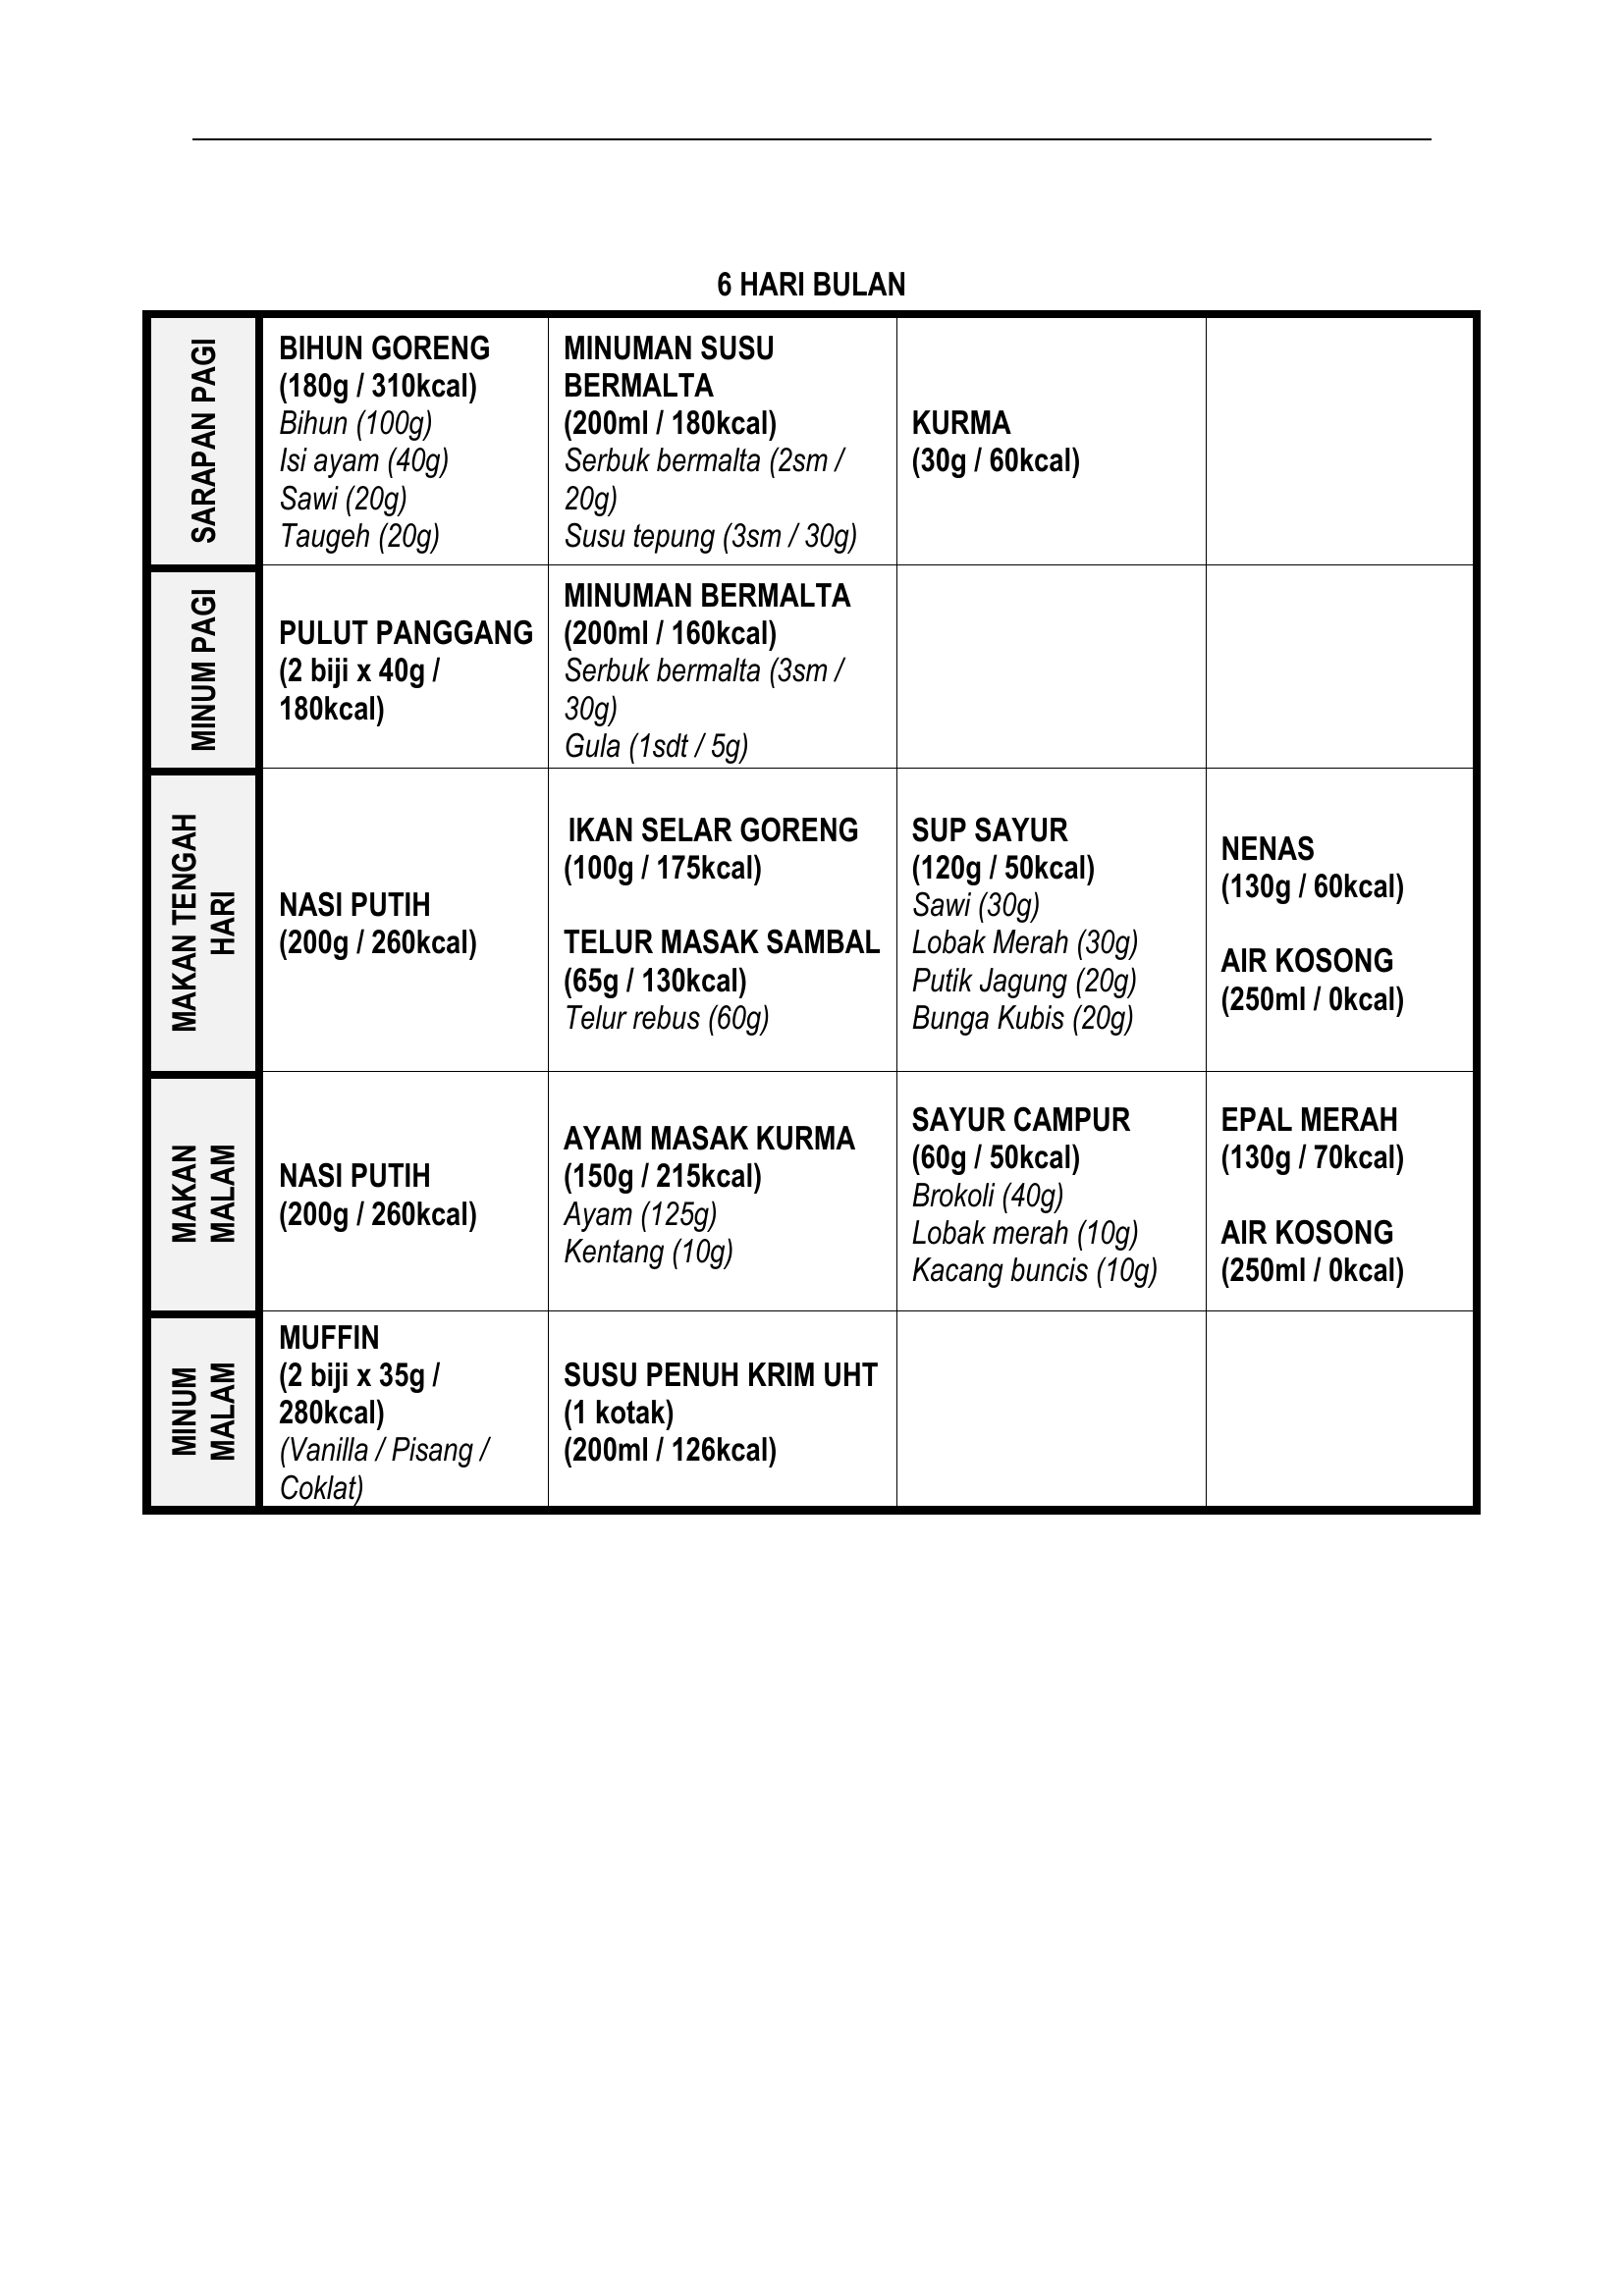 6 HARI BULAN
SARAPAN PAGI
BIHUN GORENG
(180g / 310kcal)
Bihun (100g)
Isi ayam (40g)
Sawi (20g)
Taugeh (20g)
MINUMAN SUSU
BERMALTA
(200ml / 180kcal)
Serbuk bermalta (2sm /
20g)
Susu tepung (3sm / 30g)
KURMA
(30g / 60kcal)
MINUM PAGI
PULUT PANGGANG
(2 biji x 40g /
180kcal)
MINUMAN BERMALTA
(200ml / 160kcal)
Serbuk bermalta (3sm /
30g)
Gula (1sdt / 5g)
MAKAN TENGAH
HARI
NASI PUTIH
(200g / 260kcal)
IKAN SELAR GORENG
(100g / 175kcal)
TELUR MASAK SAMBAL
(65g / 130kcal)
Telur rebus (60g)
SUP SAYUR
(120g / 50kcal)
Sawi (30g)
Lobak Merah (30g)
Putik Jagung (20g)
Bunga Kubis (20g)
NENAS
(130g / 60kcal)
AIR KOSONG
(250ml / 0kcal)
MAKAN
MALAM
NASI PUTIH
(200g / 260kcal)
AYAM MASAK KURMA
(150g / 215kcal)
Ayam (125g)
Kentang (10g)
SAYUR CAMPUR
(60g / 50kcal)
Brokoli (40g)
Lobak merah (10g)
Kacang buncis (10g)
EPAL MERAH
(130g / 70kcal)
AIR KOSONG
(250ml / 0kcal)
MINUM
MALAM
MUFFIN
(2 biji x 35g /
280kcal)
(Vanilla / Pisang /
Coklat)
SUSU PENUH KRIM UHT
(1 kotak)
(200ml / 126kcal)